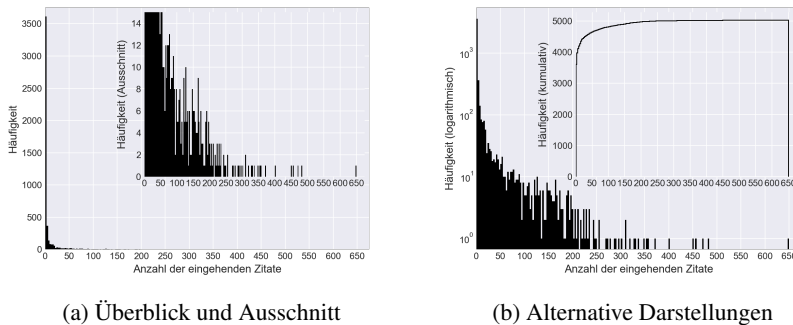 3500
3000
2500
2000
1500
1000
500
0
Häufigkeit
14
12
10
8
6
4
2
0
Häufigkeit (Ausschnitt)
0 50 100 150 200 250 300 350 400 450 500 550 600 650
0 50 100 150 200 250 300 350 400 450 500 550 600 650
Anzahl der eingehenden Zitate
(a) Überblick und Ausschnitt
10³
10²
10¹
10⁰
Häufigkeit (logarithmisch)
5000
4000
3000
2000
1000
0
Häufigkeit (kumulativ)
0 50 100 150 200 250 300 350 400 450 500 550 600 650
0 50 100 150 200 250 300 350 400 450 500 550 600 650
Anzahl der eingehenden Zitate
(b) Alternative Darstellungen